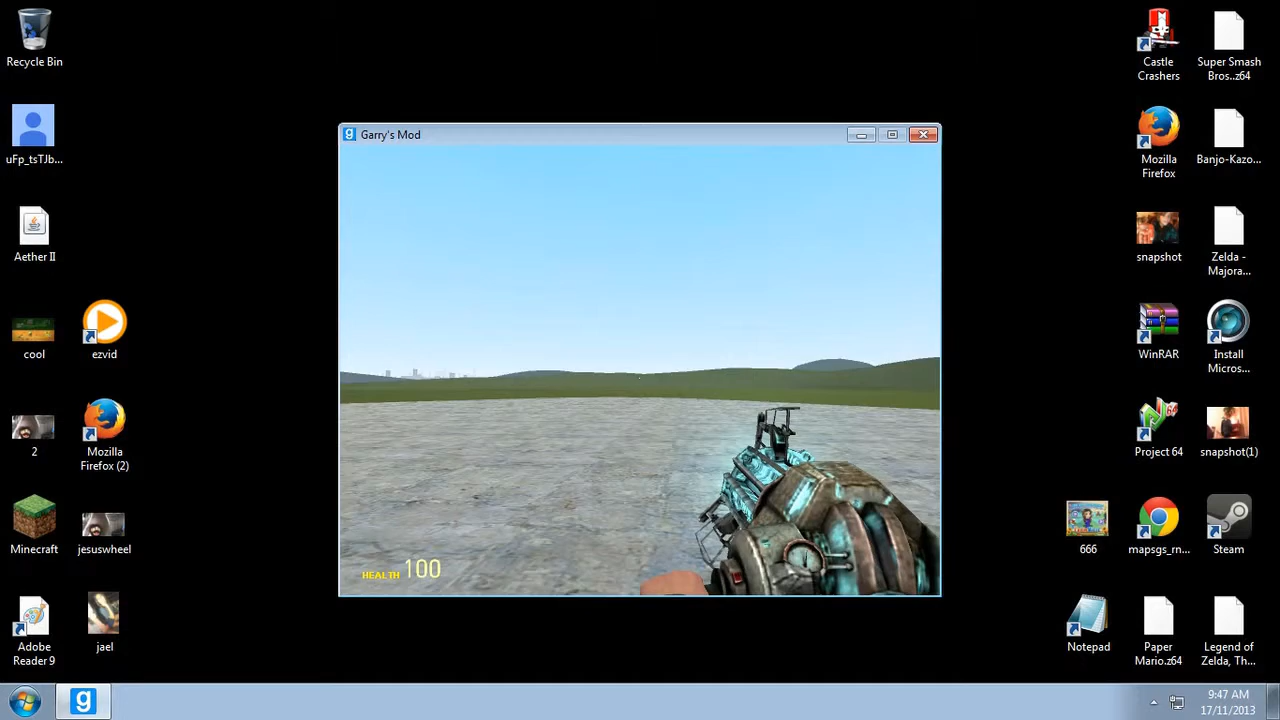 Recycle Bin
uFp_tsTJb...
Aether II
cool
ezvid
2
Mozilla
Firefox (2)
Minecraft
jesuswheel
Adobe
Reader 9
jael
g Garry's Mod
HEALTH 100
Castle
Crashers
Super Smash
Bros..z64
Mozilla
Firefox
Banjo-Kazo...
snapshot
Zelda -
Majora...
WinRAR
Install
Micros...
64
Project 64
snapshot(1)
666
mapsgs_rn...
Steam
Notepad
Paper
Mario.z64
Legend of
Zelda, Th...
g
9:47 AM
17/11/2013